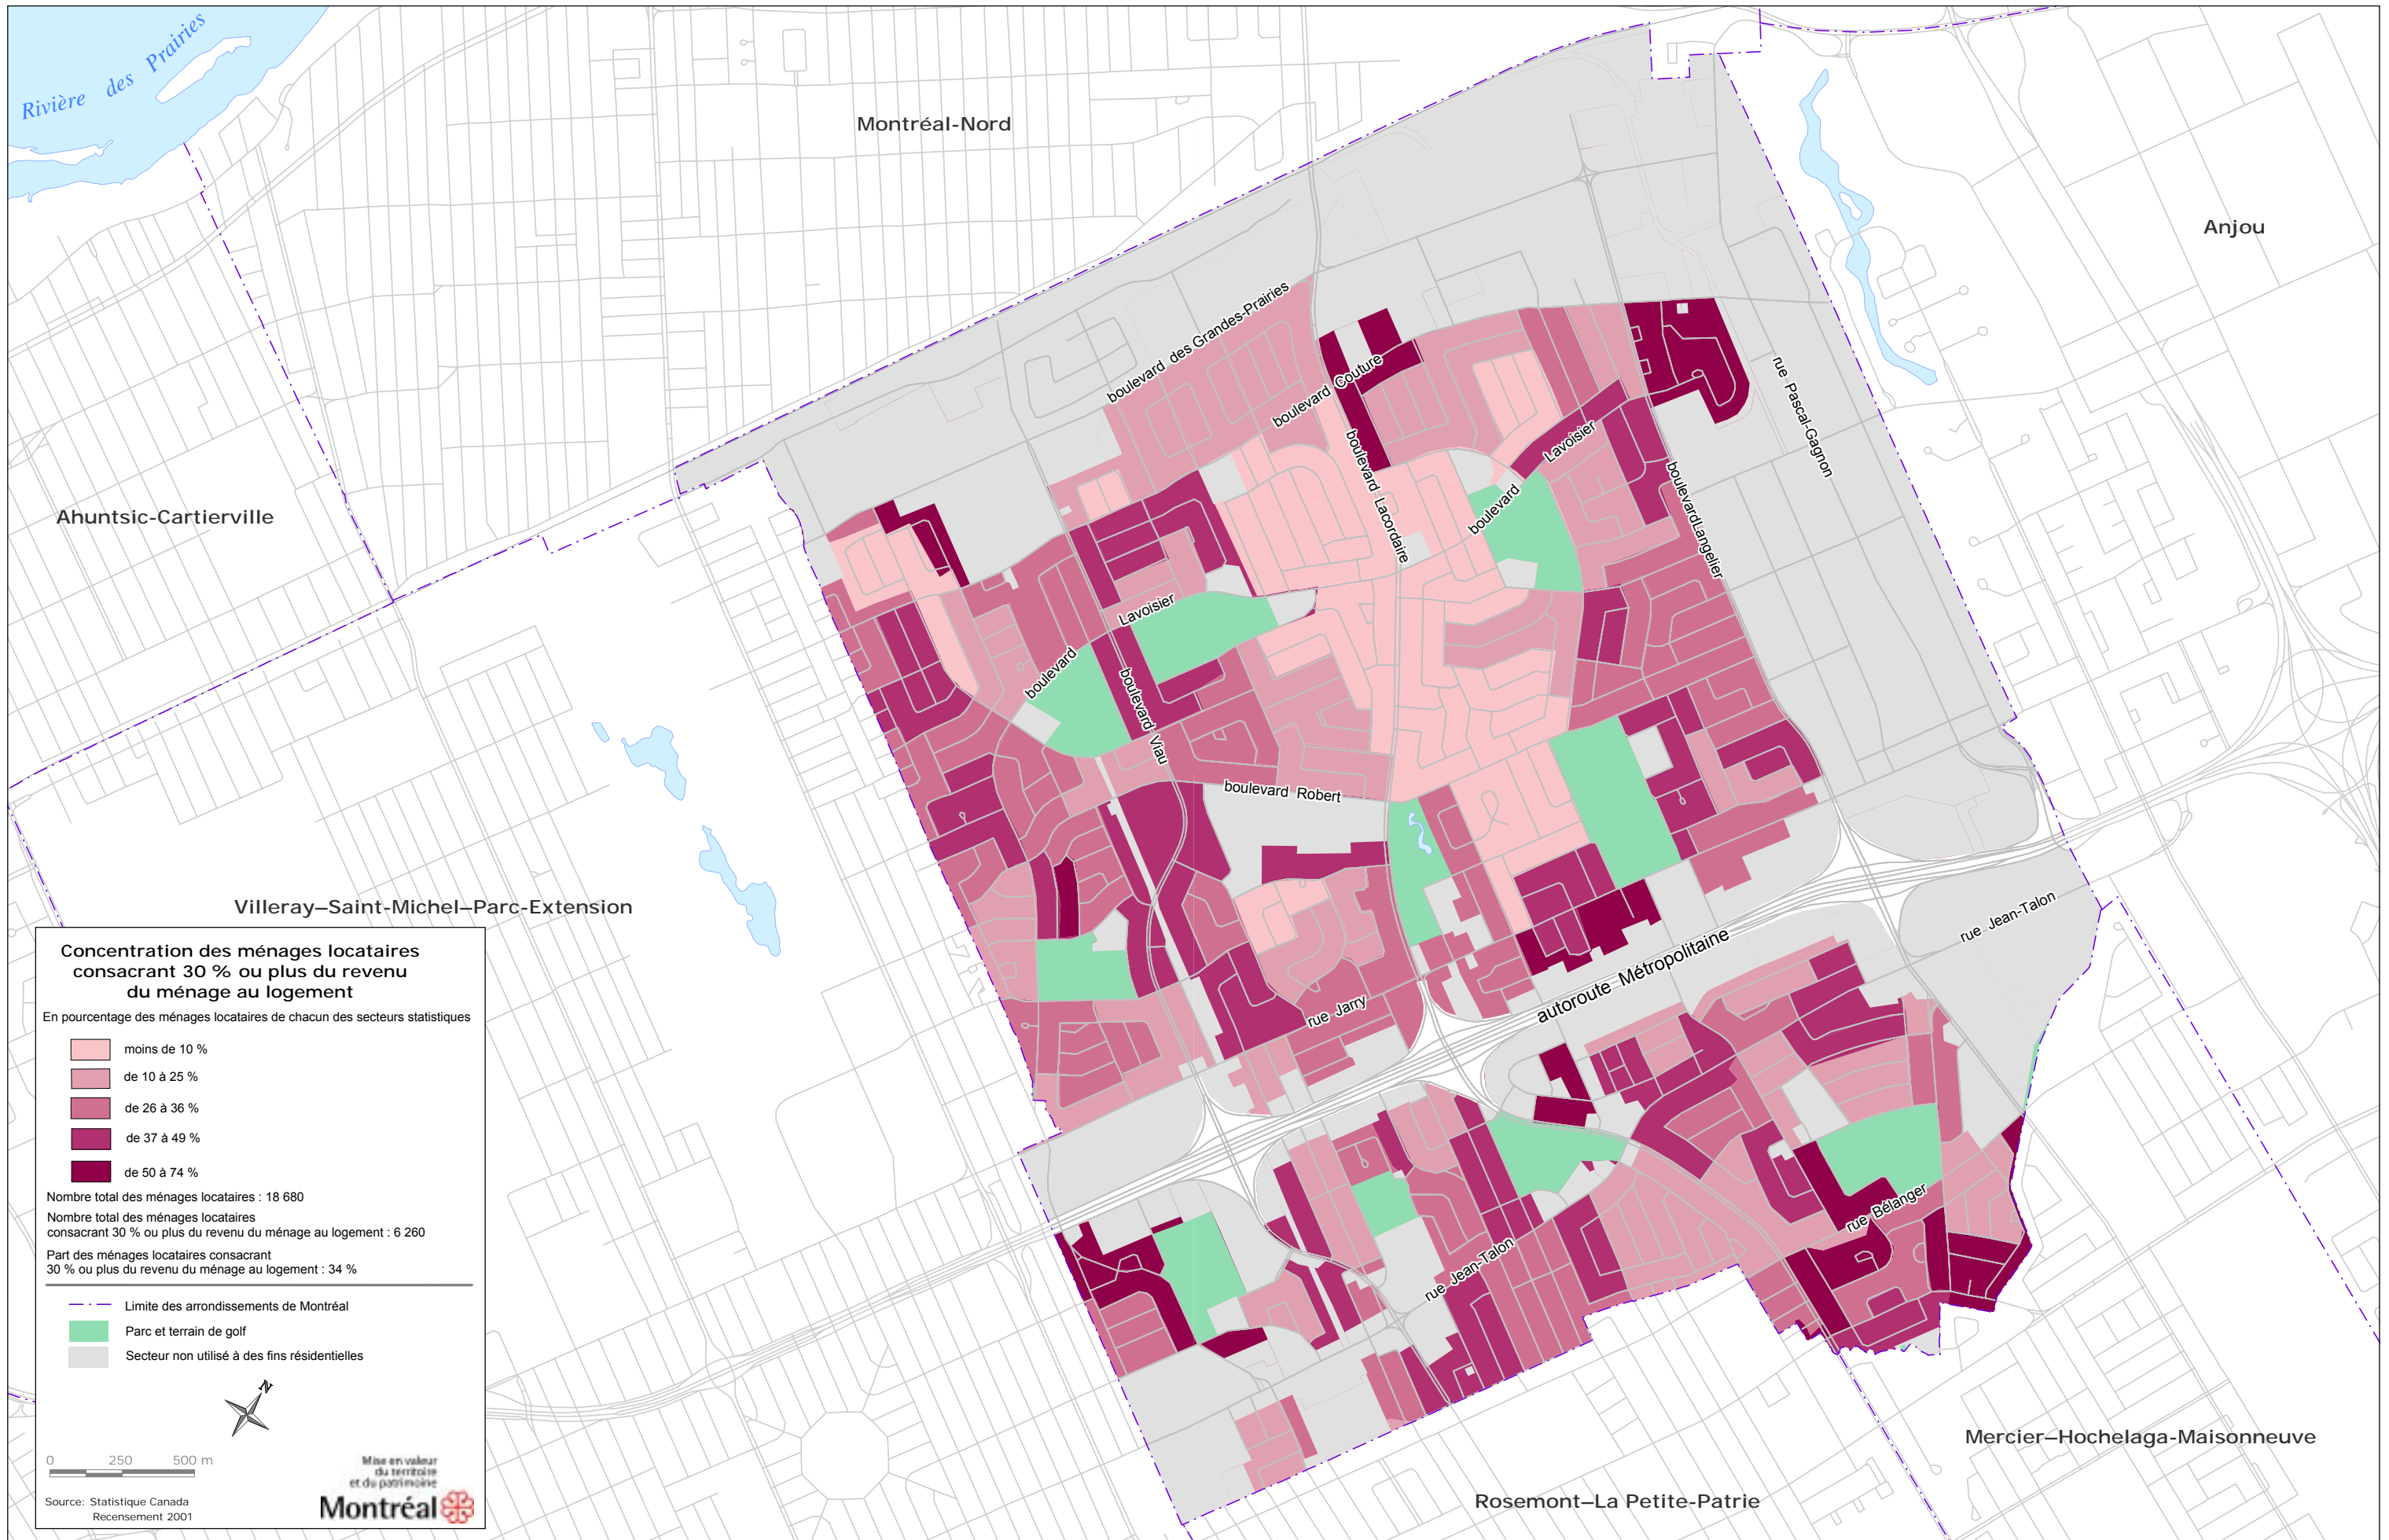 Rivière des Prairies
Montréal-Nord
Anjou
Ahuntsic-Cartierville
Villeray–Saint-Michel–Parc-Extension
boulevard des Grandes-Prairies
boulevard Couture
boulevard Lacordaire
Lavoisier
boulevard
rue Pascal-Gagnon
boulevardLangelier
Lavoisier
boulevard
boulevard Viau
boulevard Robert
rue Jarry
autoroute Métropolitaine
rue Jean-Talon
rue Jean-Talon
rue Bélanger
Mercier–Hochelaga-Maisonneuve
Rosemont–La Petite-Patrie
Concentration des ménages locataires
consacrant 30 % ou plus du revenu
du ménage au logement
En pourcentage des ménages locataires de chacun des secteurs statistiques
moins de 10 %
de 10 à 25 %
de 26 à 36 %
de 37 à 49 %
de 50 à 74 %
Nombre total des ménages locataires : 18 680
Nombre total des ménages locataires
consacrant 30 % ou plus du revenu du ménage au logement : 6 260
Part des ménages locataires consacrant
30 % ou plus du revenu du ménage au logement : 34 %
Limite des arrondissements de Montréal
Parc et terrain de golf
Secteur non utilisé à des fins résidentielles
N
0 250 500 m
Source: Statistique Canada
Recensement 2001
Mise en valeur
du territoire
et du patrimoine
Montréal